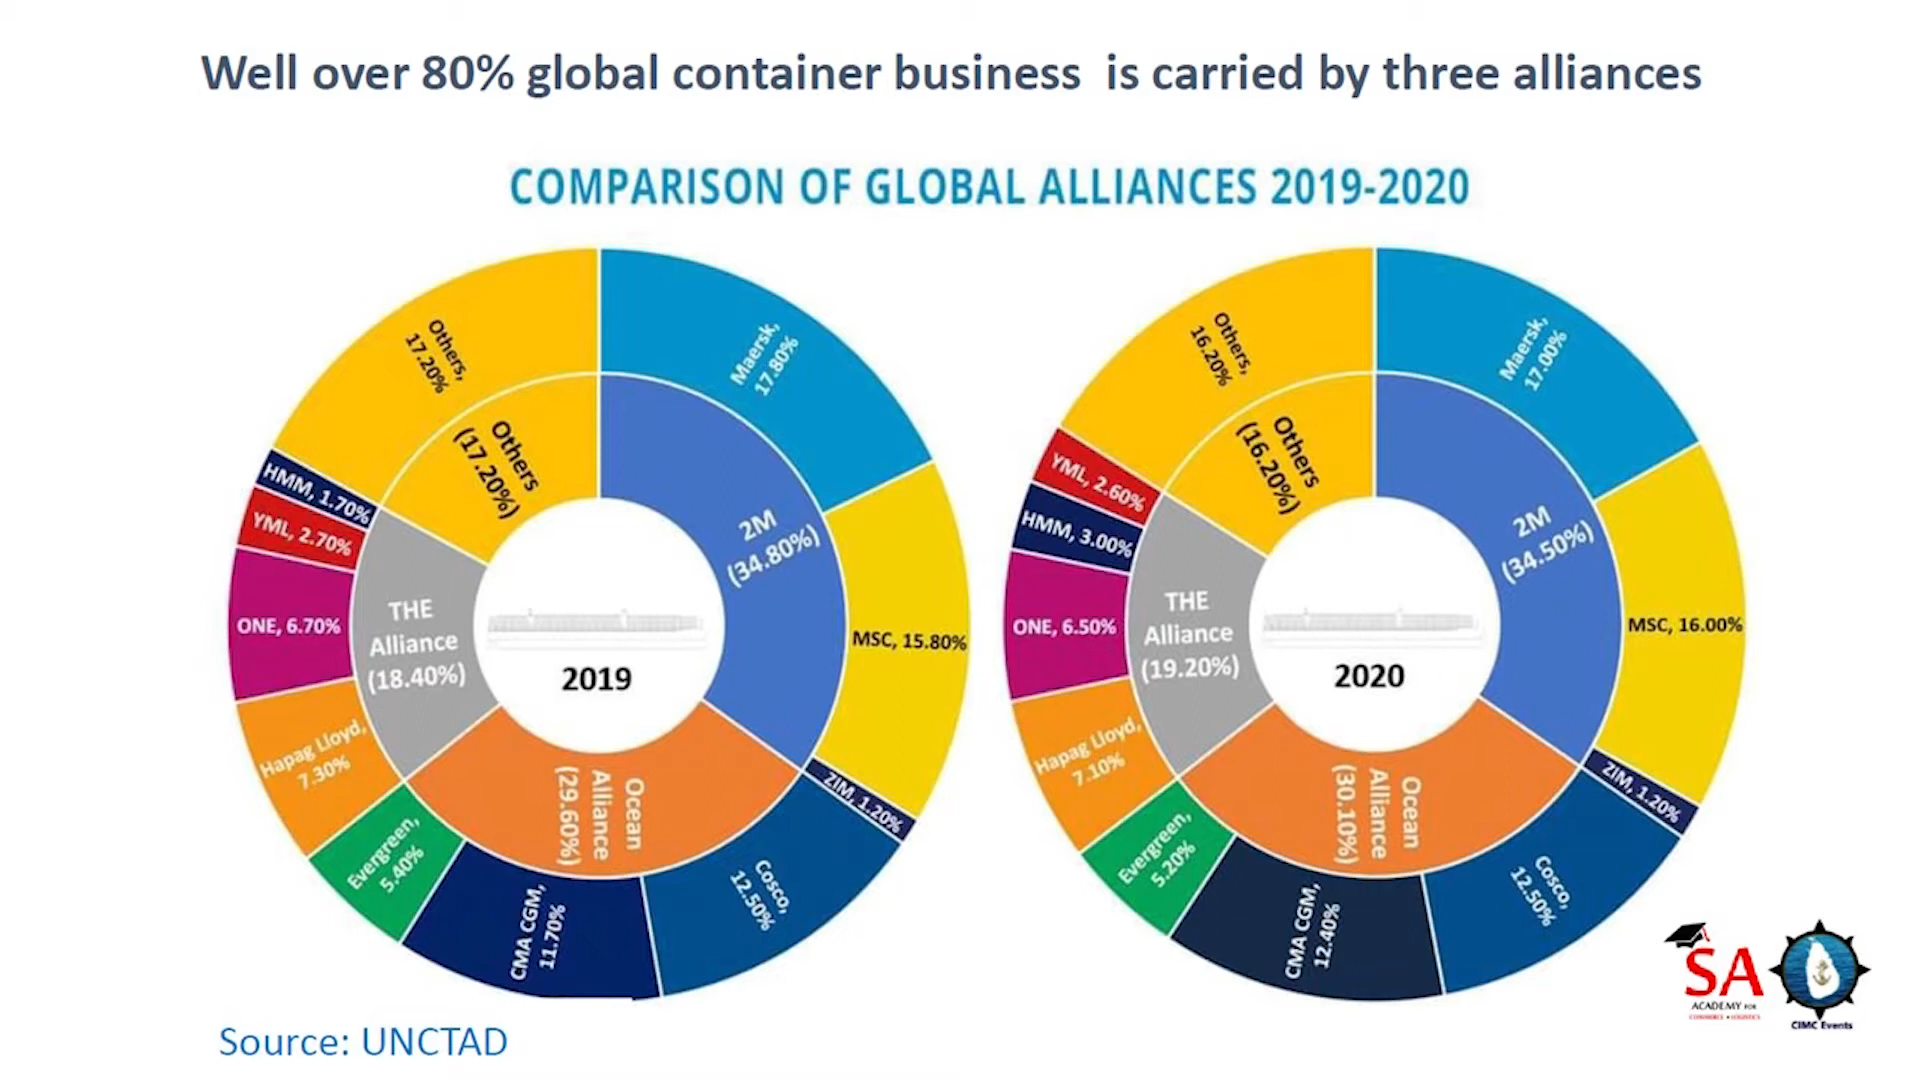 Well over 80% global container business is carried by three alliances
COMPARISON OF GLOBAL ALLIANCES 2019-2020
Others,
17.20%
Maersk,
17.80%
Others
(17.20%)
2M
(34.80%)
HMM, 1.70%
YML, 2.70%
ONE, 6.70%
THE
Alliance
(18.40%)
MSC, 15.80%
2019
Hapag Lloyd,
7.30%
Ocean
Alliance
(29.60%)
ZIM, 1.20%
Evergreen,
5.40%
CMA CGM,
11.70%
Cosco,
12.50%
Others,
16.20%
Maersk,
17.00%
Others
(16.20%)
2M
(34.50%)
YML, 2.60%
HMM, 3.00%
ONE, 6.50%
THE
Alliance
(19.20%)
MSC, 16.00%
2020
Hapag Lloyd,
7.10%
Ocean
Alliance
(30.10%)
ZIM, 1.20%
Evergreen,
5.20%
CMA CGM,
12.40%
Cosco,
12.50%
SA
ACADEMY FOR
COMMERCE • LOGISTICS
CIMC Events
Source: UNCTAD